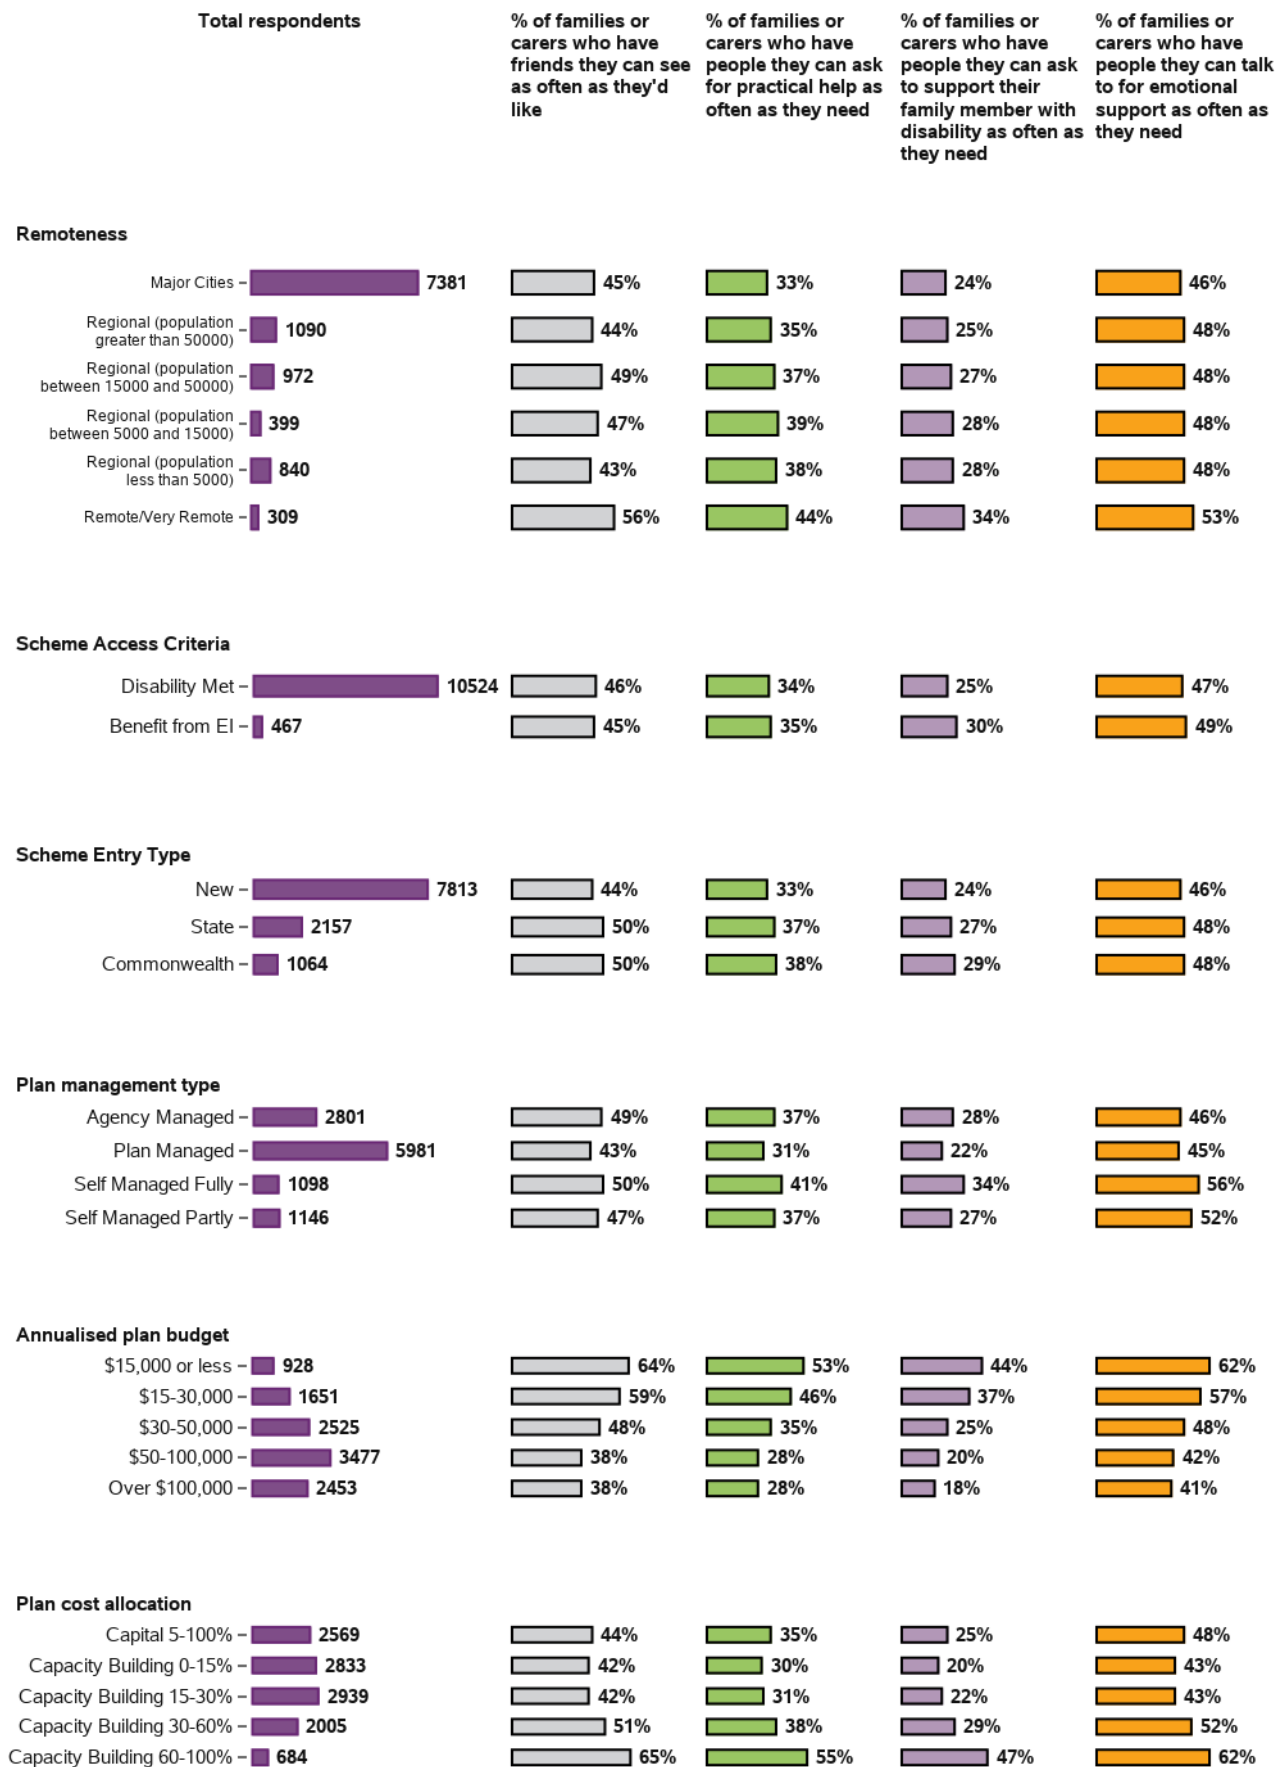 Total respondents
% of families or carers who have friends they can see as often as they'd like
% of families or carers who have people they can ask for practical help as often as they need
% of families or carers who have people they can ask to support their family member with disability as often as they need
% of families or carers who have people they can talk to for emotional support as often as they need
Remoteness
Major Cities 7381 45% 33% 24% 46%
Regional (population greater than 50000) 1090 44% 35% 25% 48%
Regional (population between 15000 and 50000) 972 49% 37% 27% 48%
Regional (population between 5000 and 15000) 399 47% 39% 28% 48%
Regional (population less than 5000) 840 43% 38% 28% 48%
Remote/Very Remote 309 56% 44% 34% 53%
Scheme Access Criteria
Disability Met 10524 46% 34% 25% 47%
Benefit from EI 467 45% 35% 30% 49%
Scheme Entry Type
New 7813 44% 33% 24% 46%
State 2157 50% 37% 27% 48%
Commonwealth 1064 50% 38% 29% 48%
Plan management type
Agency Managed 2801 49% 37% 28% 46%
Plan Managed 5981 43% 31% 22% 45%
Self Managed Fully 1098 50% 41% 34% 56%
Self Managed Partly 1146 47% 37% 27% 52%
Annualised plan budget
$15,000 or less 928 64% 53% 44% 62%
$15-30,000 1651 59% 46% 37% 57%
$30-50,000 2525 48% 35% 25% 48%
$50-100,000 3477 38% 28% 20% 42%
Over $100,000 2453 38% 28% 18% 41%
Plan cost allocation
Capital 5-100% 2569 44% 35% 25% 48%
Capacity Building 0-15% 2833 42% 30% 20% 43%
Capacity Building 15-30% 2939 42% 31% 22% 43%
Capacity Building 30-60% 2005 51% 38% 29% 52%
Capacity Building 60-100% 684 65% 55% 47% 62%